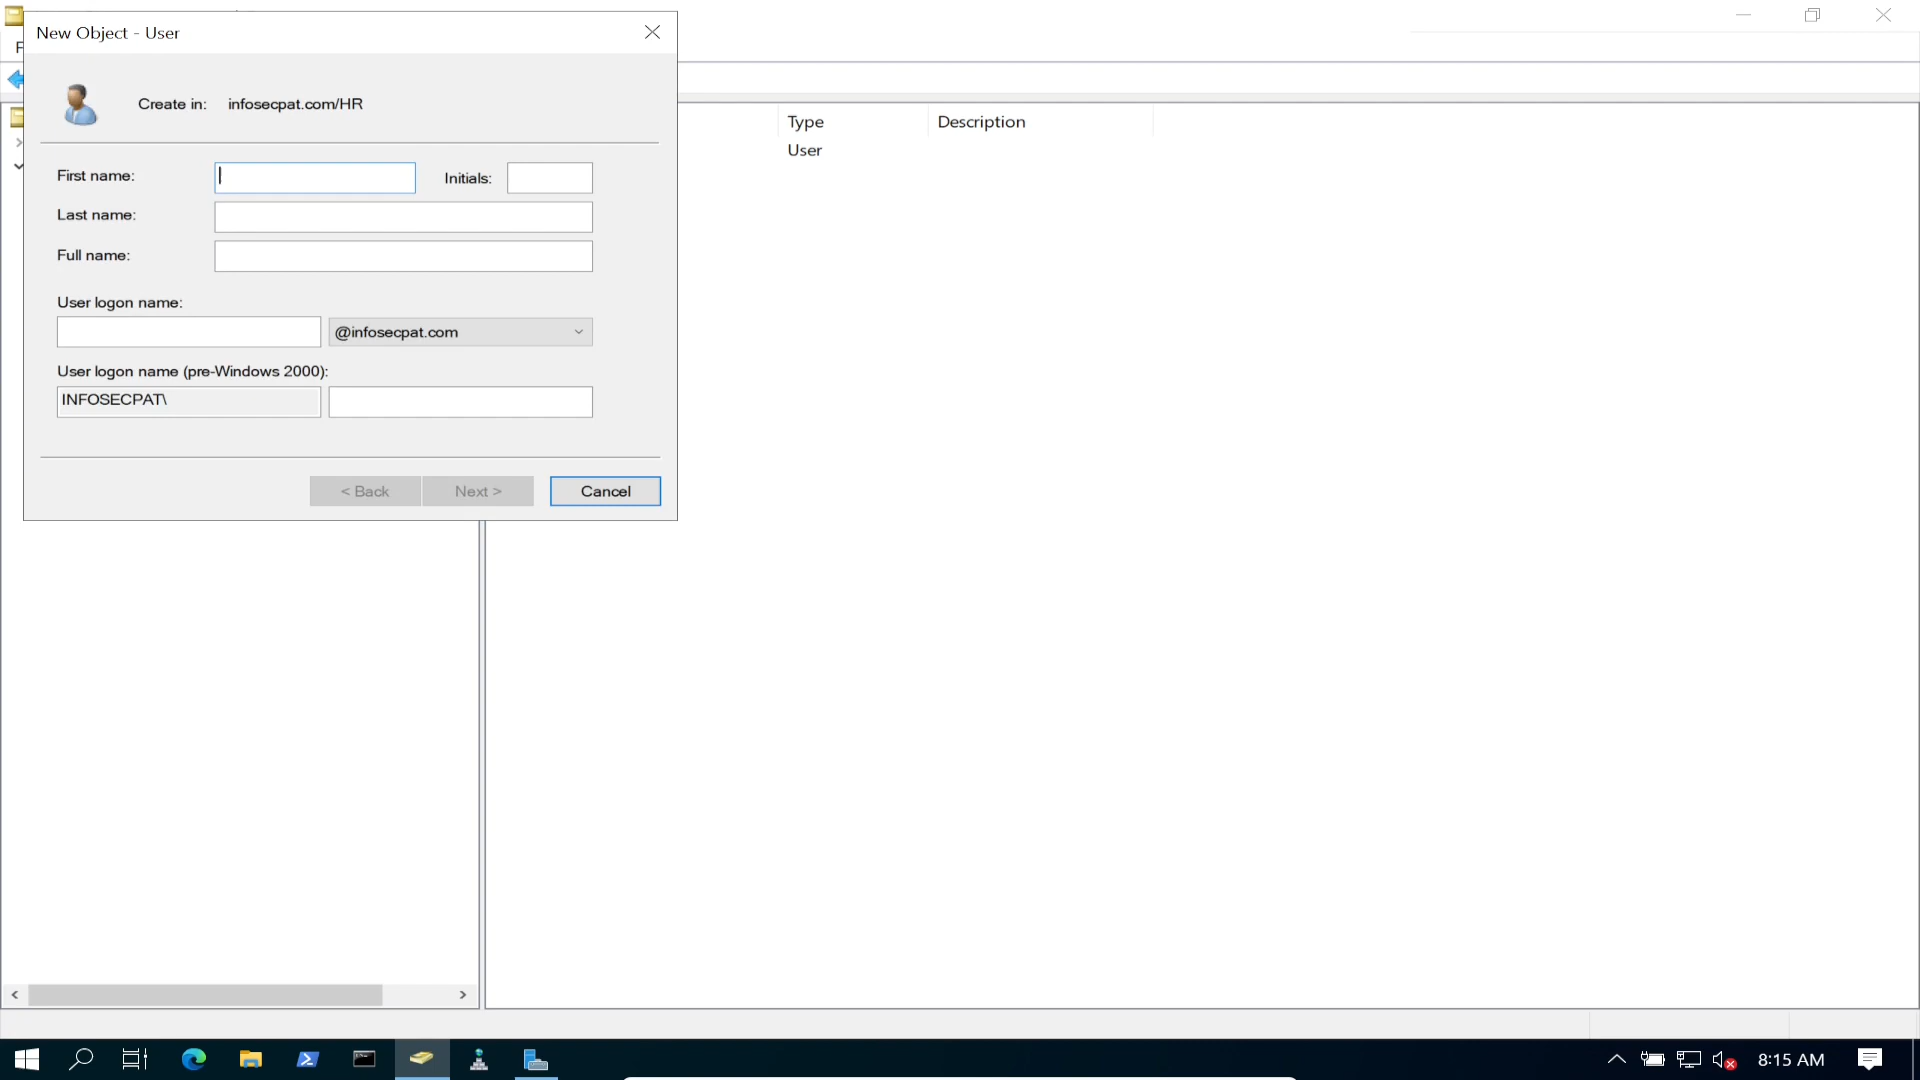 New Object - User
F
Create in: infosecpat.com/HR
Type Description
User
First name: Initials:
Last name:
Full name:
User logon name:
@infosecpat.com
User logon name (pre-Windows 2000):
INFOSECPAT\
< Back Next > Cancel
8:15 AM